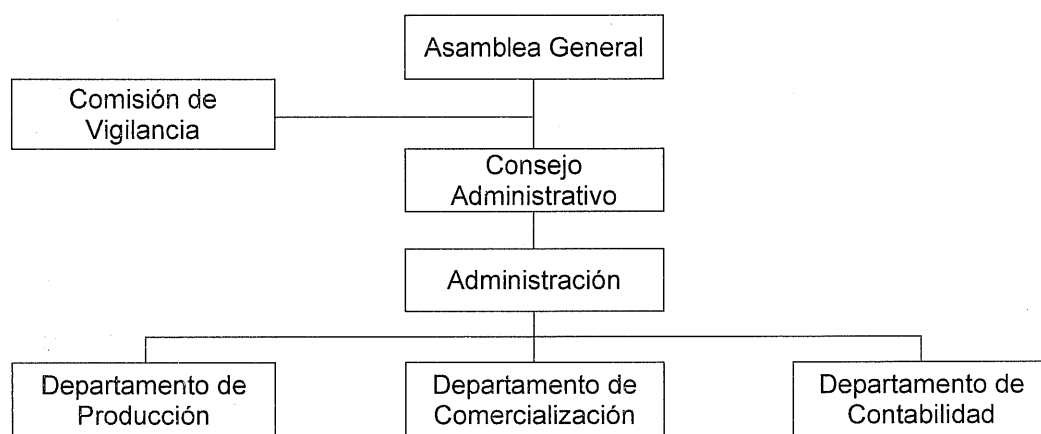 Asamblea General
Comisión de
Vigilancia
Consejo
Administrativo
Administración
Departamento de
Producción
Departamento de
Comercialización
Departamento de
Contabilidad